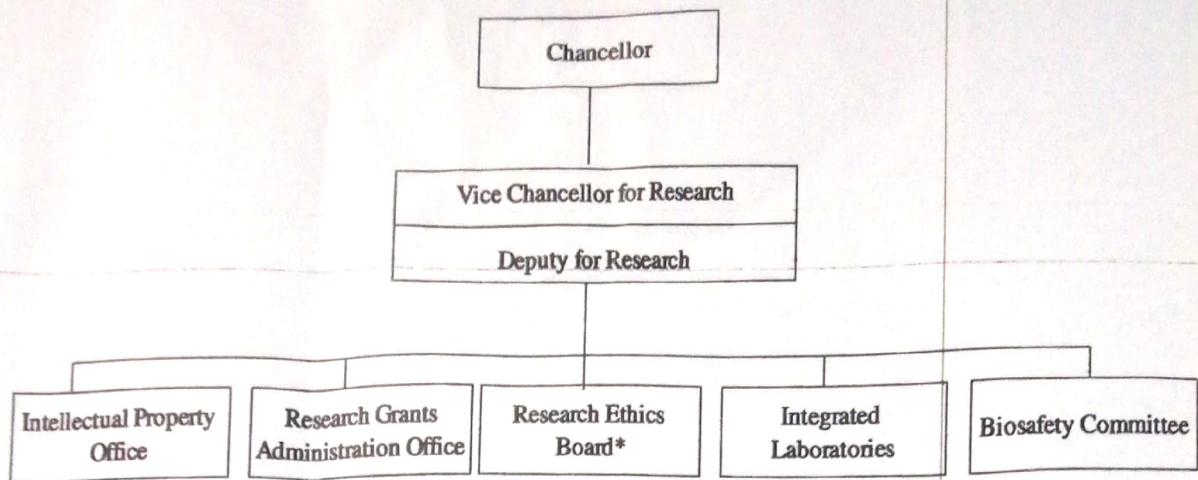 Chancellor
Vice Chancellor for Research
Deputy for Research
Intellectual Property
Office
Research Grants
Administration Office
Research Ethics
Board*
Integrated
Laboratories
Biosafety Committee